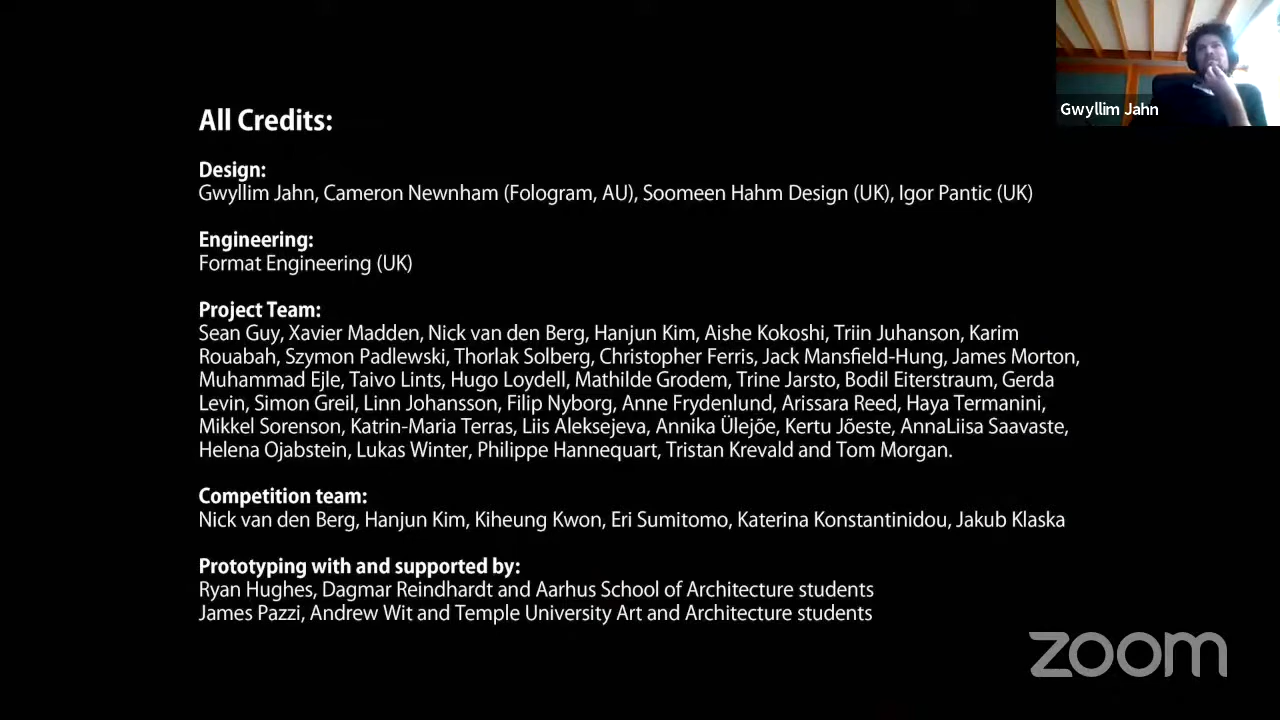 Gwyllim Jahn
All Credits:
Design:
Gwyllim Jahn, Cameron Newnham (Fologram, AU), Soomeen Hahm Design (UK), Igor Pantic (UK)
Engineering:
Format Engineering (UK)
Project Team:
Sean Guy, Xavier Madden, Nick van den Berg, Hanjun Kim, Aishe Kokoshi, Triin Juhanson, Karim
Rouabah, Szymon Padlewski, Thorlak Solberg, Christopher Ferris, Jack Mansfield-Hung, James Morton,
Muhammad Ejle, Taivo Lints, Hugo Loydell, Mathilde Grodem, Trine Jarsto, Bodil Eiterstraum, Gerda
Levin, Simon Greil, Linn Johansson, Filip Nyborg, Anne Frydenlund, Arissara Reed, Haya Termanini,
Mikkel Sorenson, Katrin-Maria Terras, Liis Aleksejeva, Annika Ülejõe, Kertu Jõeste, AnnaLiisa Saavaste,
Helena Ojabstein, Lukas Winter, Philippe Hannequart, Tristan Krevald and Tom Morgan.
Competition team:
Nick van den Berg, Hanjun Kim, Kiheung Kwon, Eri Sumitomo, Katerina Konstantinidou, Jakub Klaska
Prototyping with and supported by:
Ryan Hughes, Dagmar Reindhardt and Aarhus School of Architecture students
James Pazzi, Andrew Wit and Temple University Art and Architecture students
zoom